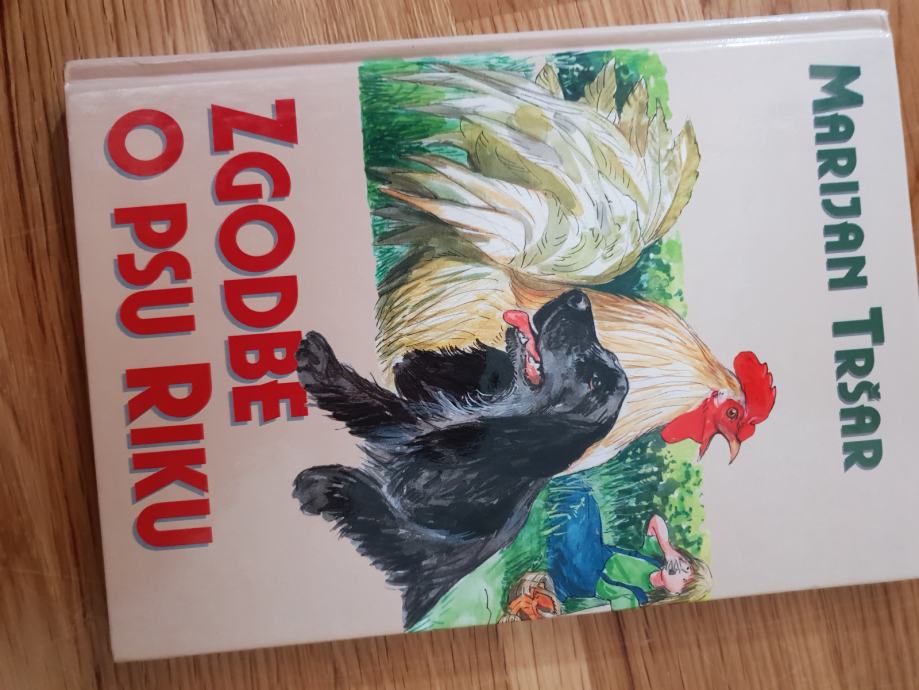 MARIJAN TRŠAR
ZGODBE
O PSU RIKU